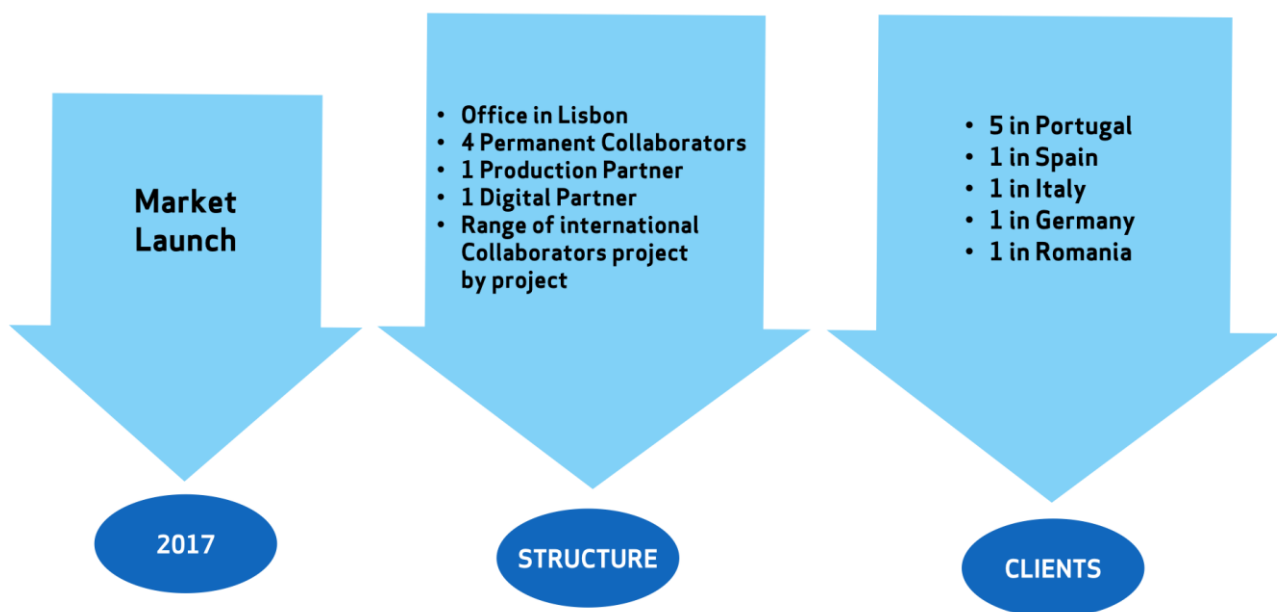 Market
Launch
2017
• Office in Lisbon
• 4 Permanent Collaborators
• 1 Production Partner
• 1 Digital Partner
• Range of international
Collaborators project
by project
STRUCTURE
• 5 in Portugal
• 1 in Spain
• 1 in Italy
• 1 in Germany
• 1 in Romania
CLIENTS